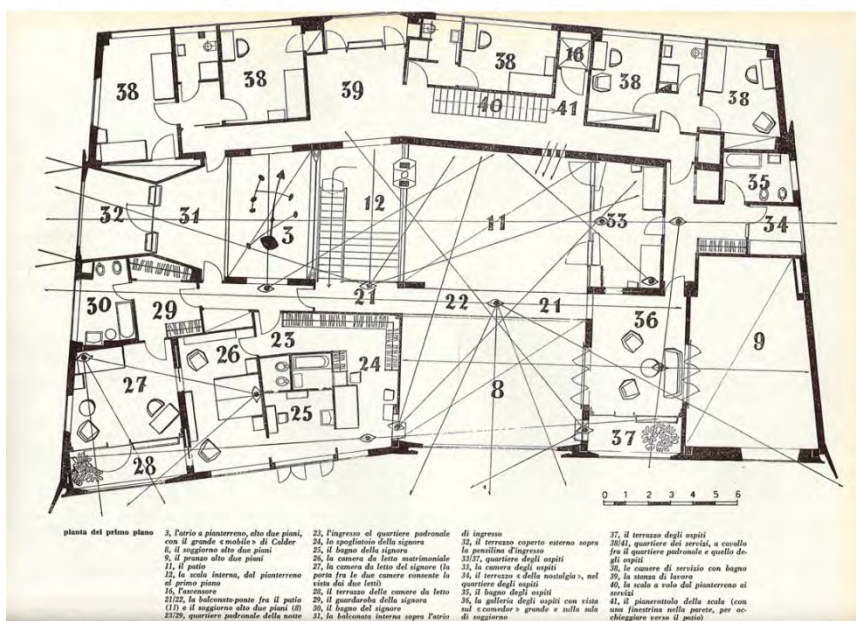 38
38
39
38
16
38
38
40
41
35
32
31
3
12
11
33
34
30
29
21
22
21
36
9
23
26
24
27
8
25
37
28
0 1 2 3 4 5 6
pianta del primo piano
3, l'atrio a pianterreno, alto due piani,
con il grande «mobile» di Calder
8, il soggiorno alto due piani
9, il pranzo alto due piani
11, il patio
12, la scala interna, dal pianterreno
al primo piano
16, l'ascensore
21/22, la balconata-ponte fra il patio
(11) e il soggiorno alto due piani (8)
23/29, quartiere padronale della notte
23, l'ingresso al quartiere padronale
24, lo spogliatoio della signora
25, il bagno della signora
26, la camera da letto matrimoniale
27, la camera da letto del signore (la
porta fra le due camere consente la
vista dai due letti)
28, il terrazzo delle camere da letto
29, il guardaroba della signora
30, il bagno del signore
31, la balconata interna sopra l'atrio
di ingresso
32, il terrazzo coperto esterno sopra
la pensilina d'ingresso
33/37, quartiere degli ospiti
33, la camera degli ospiti
34, il terrazzo «della nostalgia», nel
quartiere degli ospiti
35, il bagno degli ospiti
36, la galleria degli ospiti con vista
sul «comedor» grande e sulla sala
di soggiorno
37, il terrazzo degli ospiti
38/41, quartiere dei servizi, a cavallo
fra il quartiere padronale e quello de-
gli ospiti
38, le camere di servizio con bagno
39, la stanza di lavoro
40, la scala a volo dal pianterreno ai
servizi
41, il pianerottolo della scala (con
una finestrina nella parete, per oc-
chieggiare verso il patio)